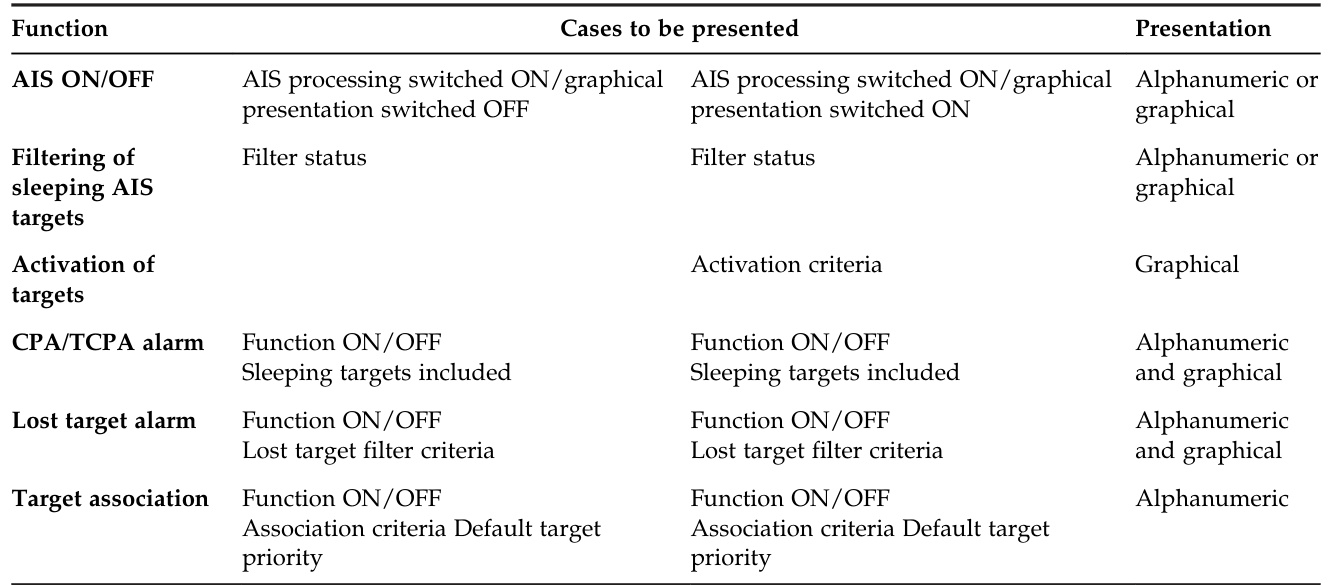 Function Cases to be presented Presentation
AIS ON/OFF AIS processing switched ON/graphical AIS processing switched ON/graphical Alphanumeric or
presentation switched OFF presentation switched ON graphical
Filtering of Filter status Filter status Alphanumeric or
sleeping AIS graphical
targets
Activation of Activation criteria Graphical
targets
CPA/TCPA alarm Function ON/OFF Function ON/OFF Alphanumeric
Sleeping targets included Sleeping targets included and graphical
Lost target alarm Function ON/OFF Function ON/OFF Alphanumeric
Lost target filter criteria Lost target filter criteria and graphical
Target association Function ON/OFF Function ON/OFF Alphanumeric
Association criteria Default target Association criteria Default target
priority priority